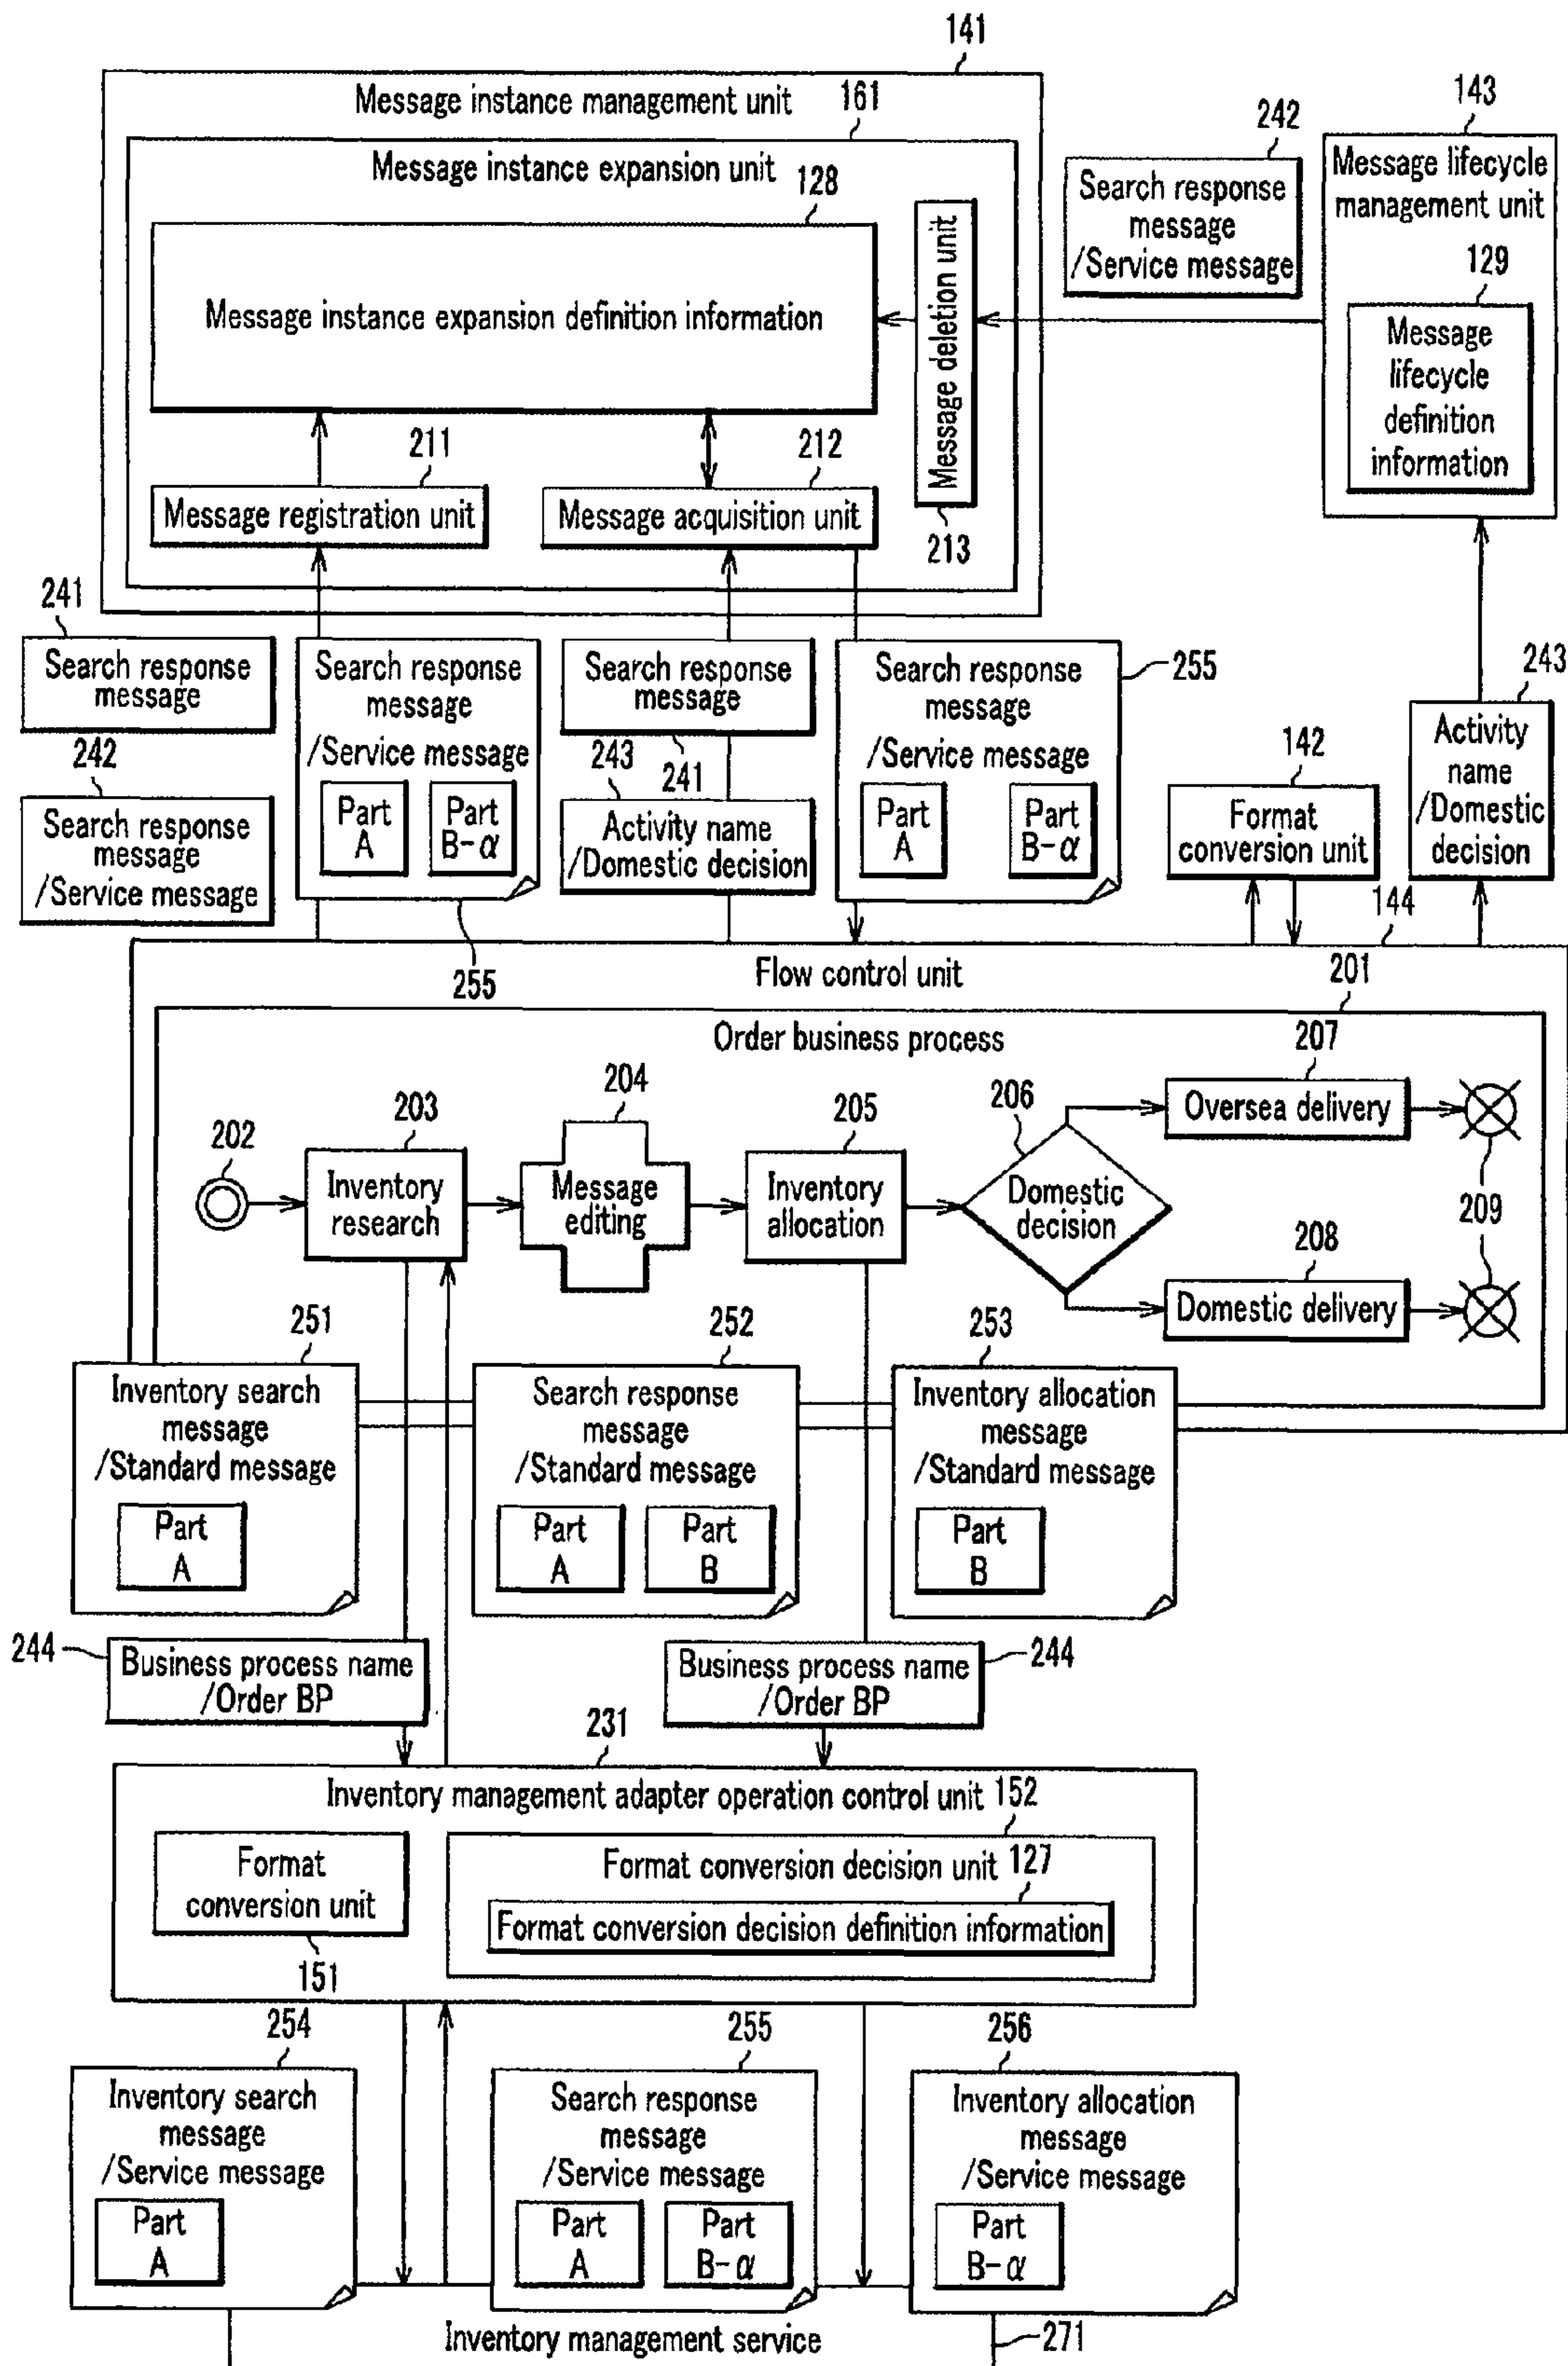 141
Message instance management unit
161
143
242
Message instance expansion unit
128
Search response
message
/Service message
Message lifecycle
management unit
129
Message deletion unit
Message instance expansion definition information
Message
lifecycle
definition
information
211
212
Message registration unit
Message acquisition unit
213
241
Search response
message
242
Search response
message
/Service message
Search response
message
/Service message
Part
A
Part
B-α
255
Search response
message
241
243
Activity name
/Domestic decision
Search response
message
/Service message
Part
A
Part
B-α
255
142
Format
conversion unit
243
Activity
name
/Domestic
decision
144
Flow control unit
201
Order business process
202
203
Inventory
research
204
Message
editing
205
Inventory
allocation
206
Domestic
decision
207
Oversea delivery
208
Domestic delivery
209
251
Inventory search
message
/Standard message
Part
A
252
Search response
message
/Standard message
Part
A
Part
B
253
Inventory allocation
message
/Standard message
Part
B
244
Business process name
/Order BP
Business process name
/Order BP
244
231
Inventory management adapter operation control unit
152
Format
conversion unit
151
Format conversion decision unit
127
Format conversion decision definition information
254
Inventory search
message
/Service message
Part
A
255
Search response
message
/Service message
Part
A
Part
B-α
256
Inventory allocation
message
/Service message
Part
B-α
Inventory management service
271